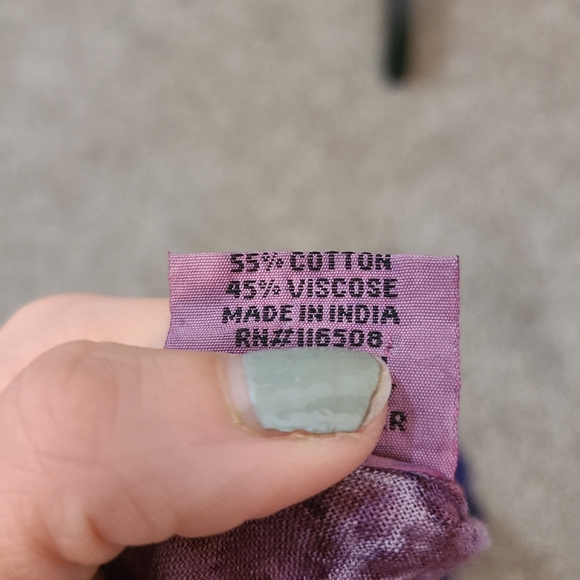 55% COTTON
45% VISCOSE
MADE IN INDIA
RN#116508